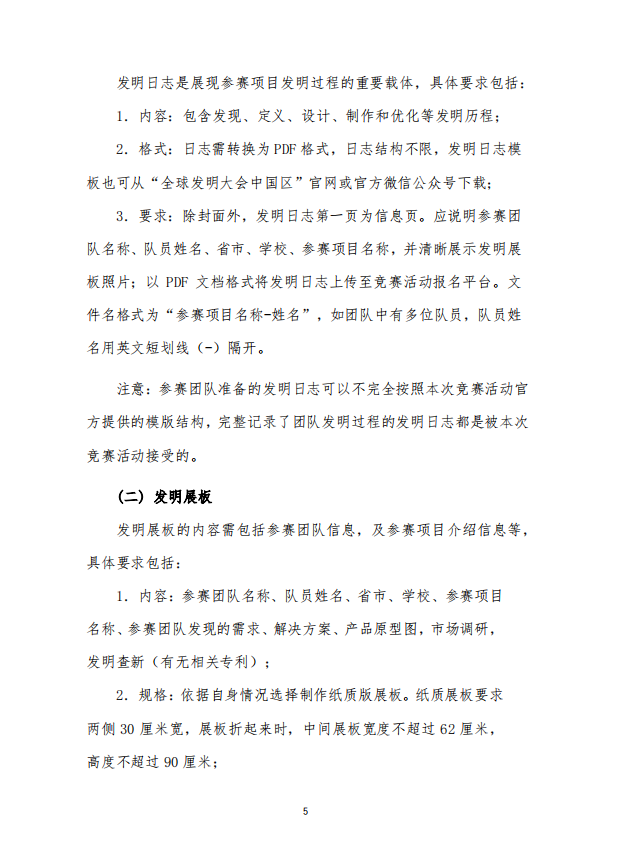 发明日志是展现参赛项目发明过程的重要载体，具体要求包括：
1. 内容：包含发现、定义、设计、制作和优化等发明历程；
2. 格式：日志需转换为 PDF 格式，日志结构不限，发明日志模
板也可从“全球发明大会中国区”官网或官方微信公众号下载；
3. 要求：除封面外，发明日志第一页为信息页。应说明参赛团
队名称、队员姓名、省市、学校、参赛项目名称，并清晰展示发明展
板照片；以 PDF 文档格式将发明日志上传至竞赛活动报名平台。文
件名格式为“参赛项目名称-姓名”，如团队中有多位队员，队员姓
名用英文短划线（-）隔开。
注意：参赛团队准备的发明日志可以不完全按照本次竞赛活动官
方提供的模版结构，完整记录了团队发明过程的发明日志都是被本次
竞赛活动接受的。
（二）发明展板
发明展板的内容需包括参赛团队信息，及参赛项目介绍信息等，
具体要求包括：
1. 内容：参赛团队名称、队员姓名、省市、学校、参赛项目
名称、参赛团队发现的需求、解决方案、产品原型图，市场调研，
发明查新（有无相关专利）；
2. 规格：依据自身情况选择制作纸质版展板。纸质展板要求
两侧 30 厘米宽，展板折起来时，中间展板宽度不超过 62 厘米，
高度不超过 90 厘米；
5